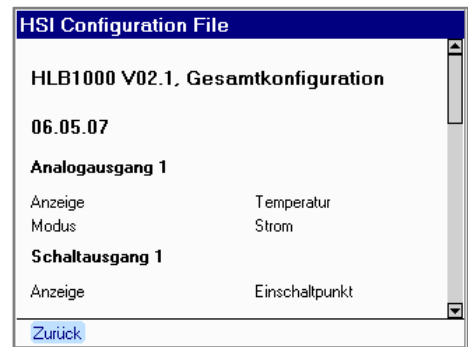 HSI Configuration File
HLB1000 V02.1, Gesamtkonfiguration
06.05.07
Analogausgang 1
Anzeige Temperatur
Modus Strom
Schaltausgang 1
Anzeige Einschaltpunkt
Zurück